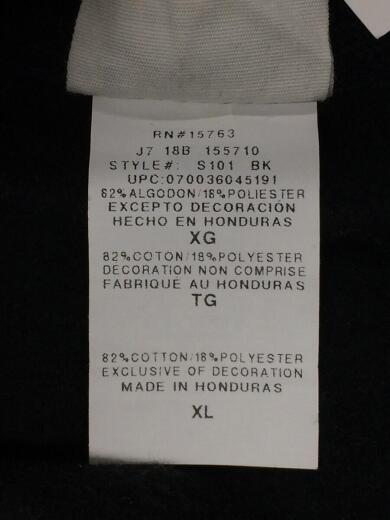 RN#15763
J7 18B 155710
STYLE#: S101 BK
UPC:070036045191
82%ALGODON/18%POLIESTER
EXCEPTO DECORACIÓN
HECHO EN HONDURAS
XG
82%COTON/18%POLYESTER
DECORATION NON COMPRISE
FABRIQUÉ AU HONDURAS
TG
82%COTTON/18%POLYESTER
EXCLUSIVE OF DECORATION
MADE IN HONDURAS
XL